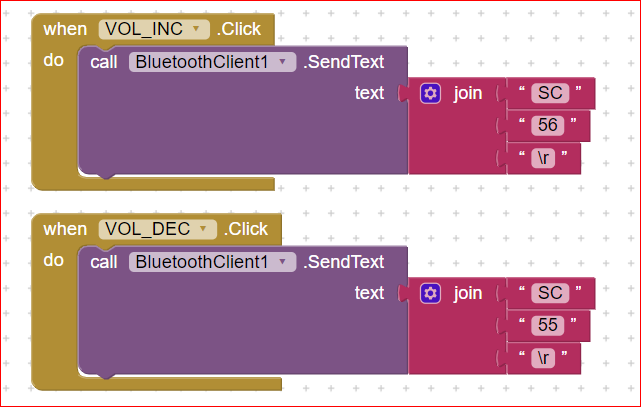 when VOL_INC .Click
do call BluetoothClient1 .SendText
text join “ SC ”
“ 56 ”
“ \r ”
when VOL_DEC .Click
do call BluetoothClient1 .SendText
text join “ SC ”
“ 55 ”
“ \r ”